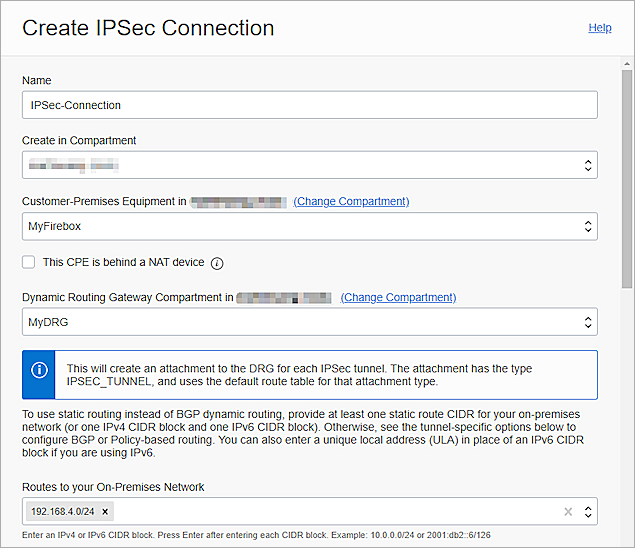 Create IPSec Connection
Help
Name
IPSec-Connection
Create in Compartment
Customer-Premises Equipment in (Change Compartment)
MyFirebox
This CPE is behind a NAT device
Dynamic Routing Gateway Compartment in (Change Compartment)
MyDRG
This will create an attachment to the DRG for each IPSec tunnel. The attachment has the type
IPSEC_TUNNEL, and uses the default route table for that attachment type.
To use static routing instead of BGP dynamic routing, provide at least one static route CIDR for your on-premises
network (or one IPv4 CIDR block and one IPv6 CIDR block). Otherwise, see the tunnel-specific options below to
configure BGP or Policy-based routing. You can also enter a unique local address (ULA) in place of an IPv6 CIDR
block if you are using IPv6.
Routes to your On-Premises Network
192.168.4.0/24
Enter an IPv4 or IPv6 CIDR block. Press Enter after entering each CIDR block. Example: 10.0.0.0/24 or 2001:db2::6/126